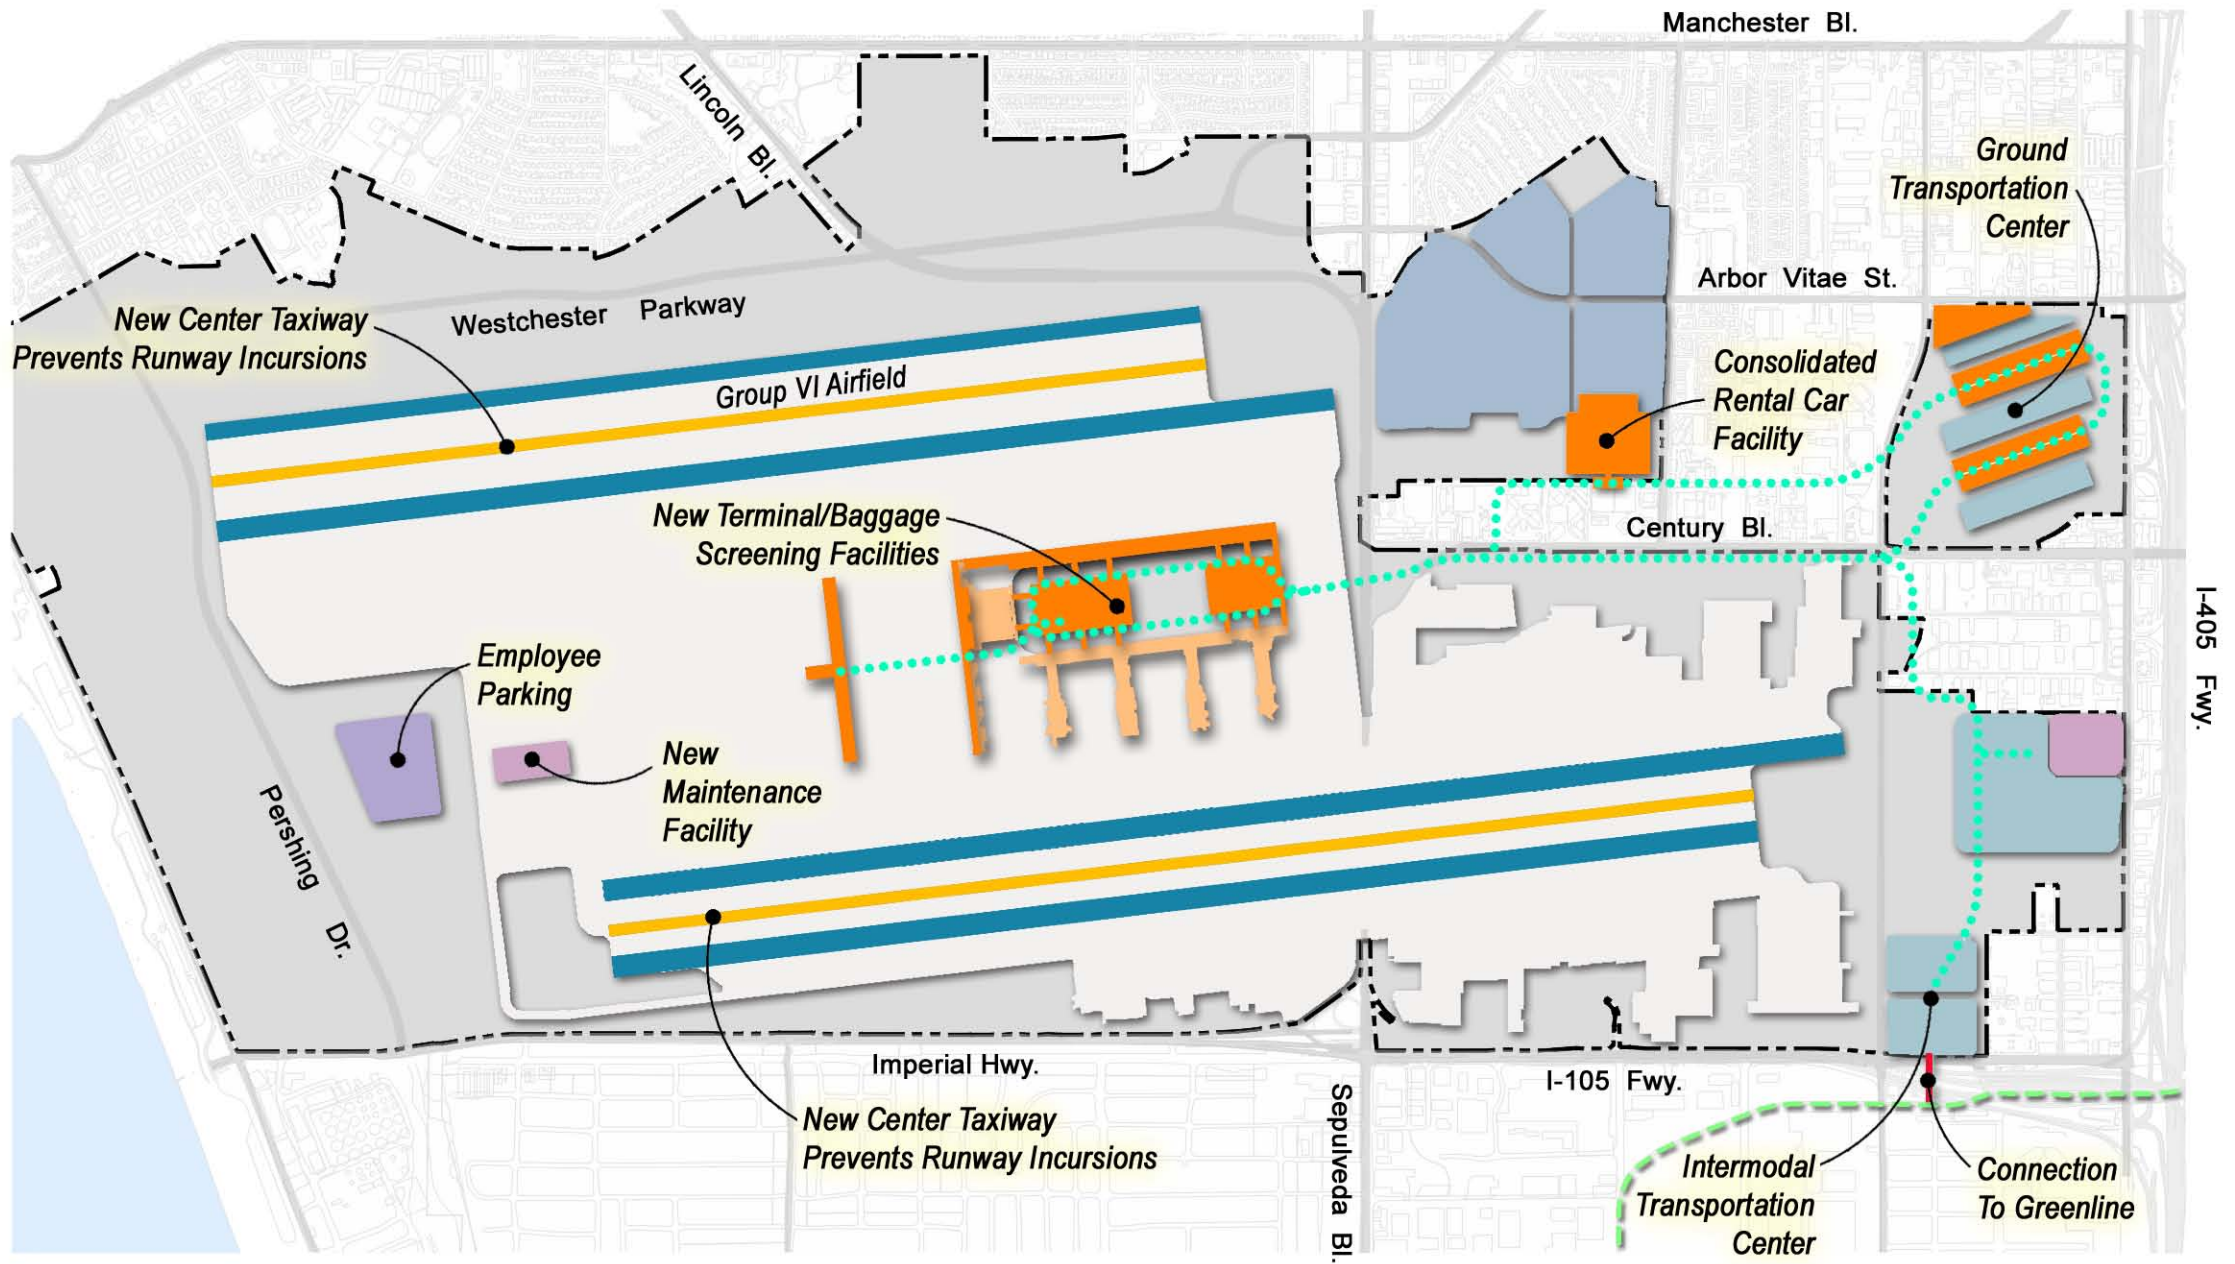 Manchester Bl.
Lincoln Bl.
Ground
Transportation
Center
Arbor Vitae St.
Westchester Parkway
New Center Taxiway
Prevents Runway Incursions
Group VI Airfield
Consolidated
Rental Car
Facility
New Terminal/Baggage
Screening Facilities
Century Bl.
I-405 Fwy.
Employee
Parking
New
Maintenance
Facility
Pershing Dr.
Imperial Hwy.
I-105 Fwy.
Sepulveda Bl.
New Center Taxiway
Prevents Runway Incursions
Intermodal
Transportation
Center
Connection
To Greenline